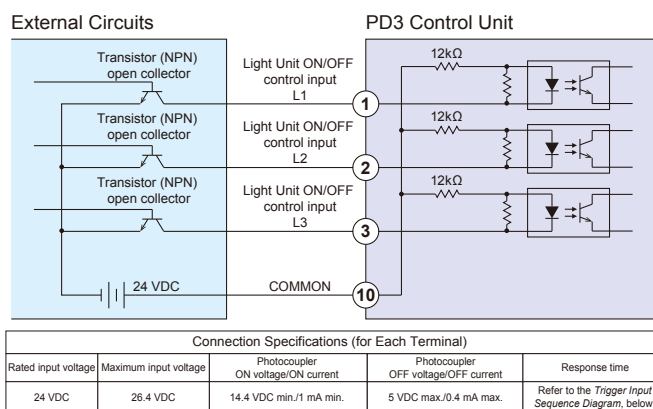 External Circuits
PD3 Control Unit
Transistor (NPN)
open collector
Light Unit ON/OFF
control input
L1
1
12kΩ
Transistor (NPN)
open collector
Light Unit ON/OFF
control input
L2
2
12kΩ
Transistor (NPN)
open collector
Light Unit ON/OFF
control input
L3
3
12kΩ
24 VDC
COMMON
10
Connection Specifications (for Each Terminal)
Rated input voltage
Maximum input voltage
Photocoupler
ON voltage/ON current
Photocoupler
OFF voltage/OFF current
Response time
24 VDC
26.4 VDC
14.4 VDC min./1 mA min.
5 VDC max./0.4 mA max.
Refer to the Trigger Input
Sequence Diagram, below